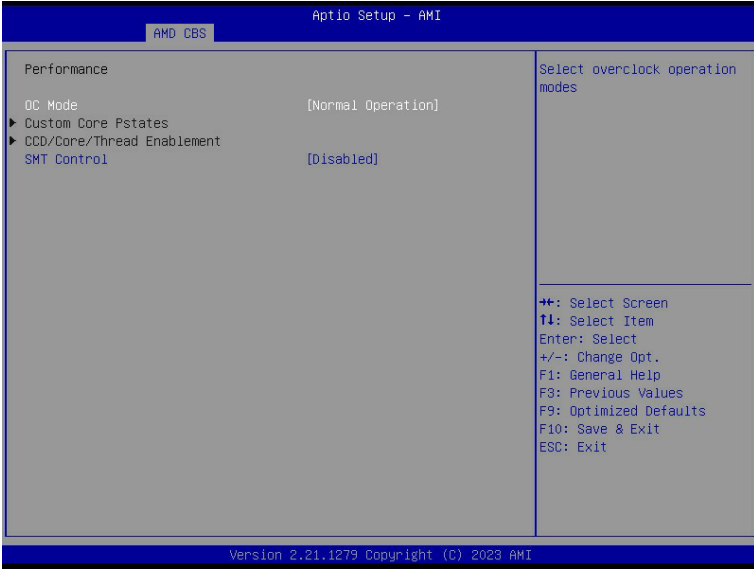 Aptio Setup – AMI
AMD CBS
Performance
OC Mode [Normal Operation]
Custom Core Pstates
CCD/Core/Thread Enablement
SMT Control [Disabled]
Select overclock operation
modes
→←: Select Screen
↑↓: Select Item
Enter: Select
+/-: Change Opt.
F1: General Help
F3: Previous Values
F9: Optimized Defaults
F10: Save & Exit
ESC: Exit
Version 2.21.1279 Copyright (C) 2023 AMI